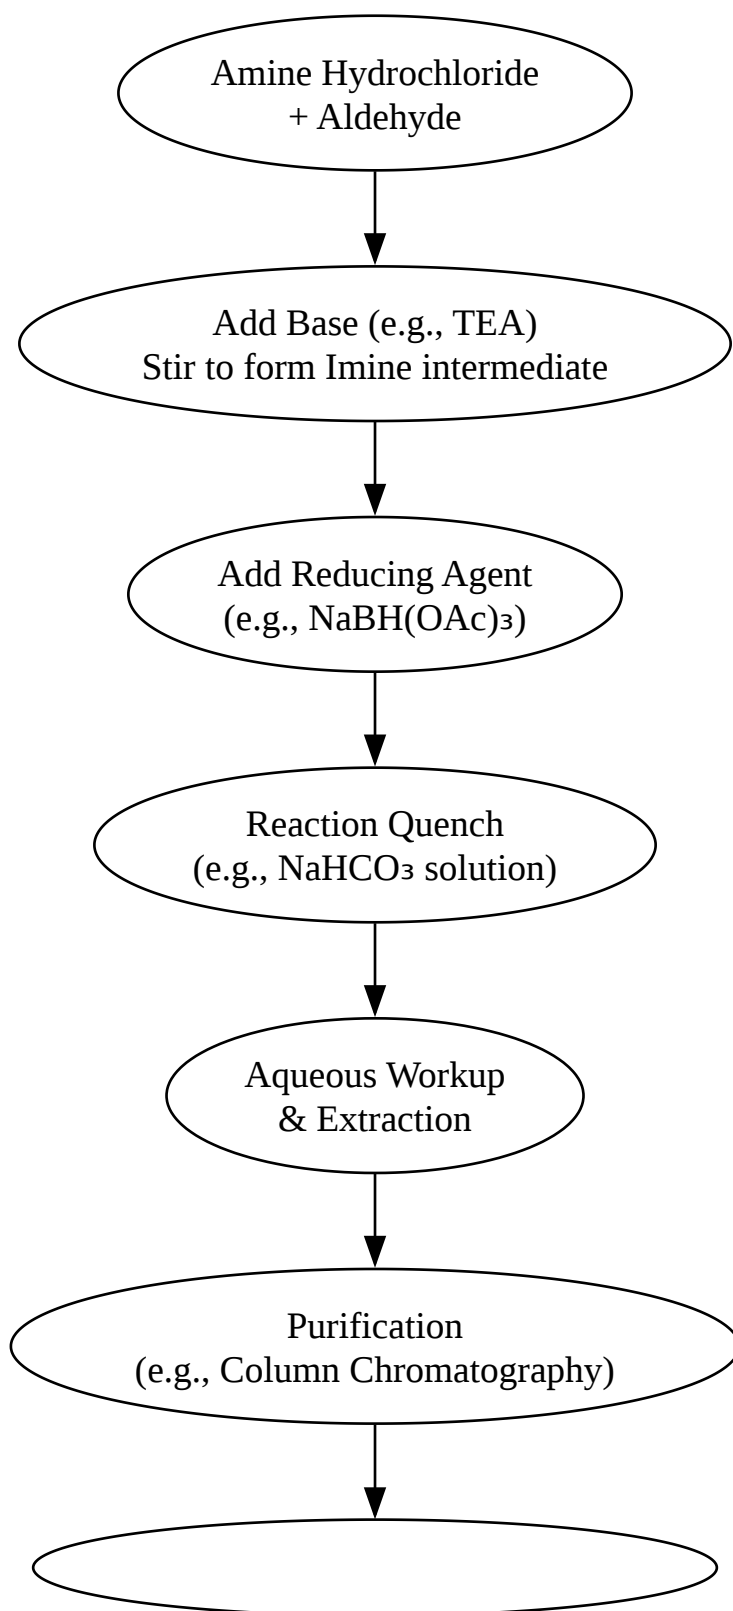 Amine Hydrochloride
+ Aldehyde
Add Base (e.g., TEA)
Stir to form Imine intermediate
Add Reducing Agent
(e.g., NaBH(OAc)₃)
Reaction Quench
(e.g., NaHCO₃ solution)
Aqueous Workup
& Extraction
Purification
(e.g., Column Chromatography)